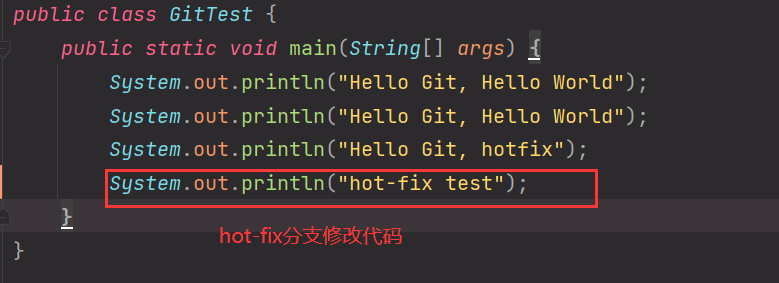 public class GitTest {
public static void main(String[] args) {
System.out.println("Hello Git, Hello World");
System.out.println("Hello Git, Hello World");
System.out.println("Hello Git, hotfix");
System.out.println("hot-fix test");
}
hot-fix分支修改代码
}